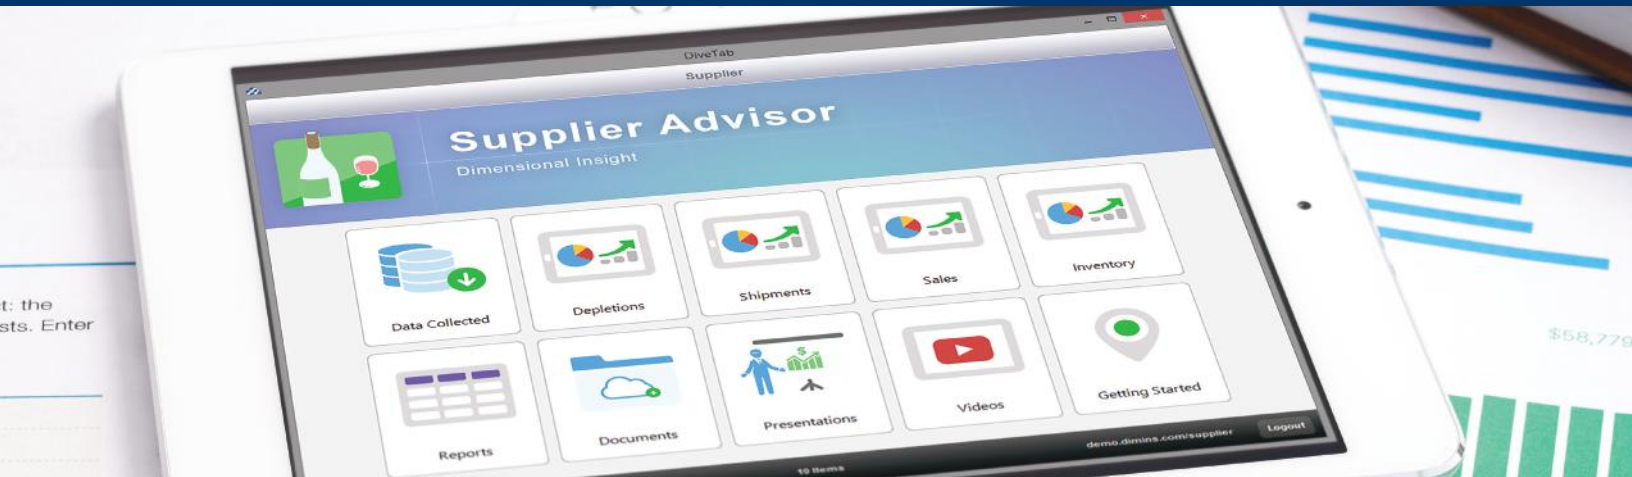 DiveTab
Supplier
Supplier Advisor
Dimensional Insight
Data Collected
Depletions
Shipments
Sales
Inventory
Reports
Documents
Presentations
Videos
Getting Started
10 Items
demo.dimins.com/supplier
Logout
t: the
sts. Enter
$58,779